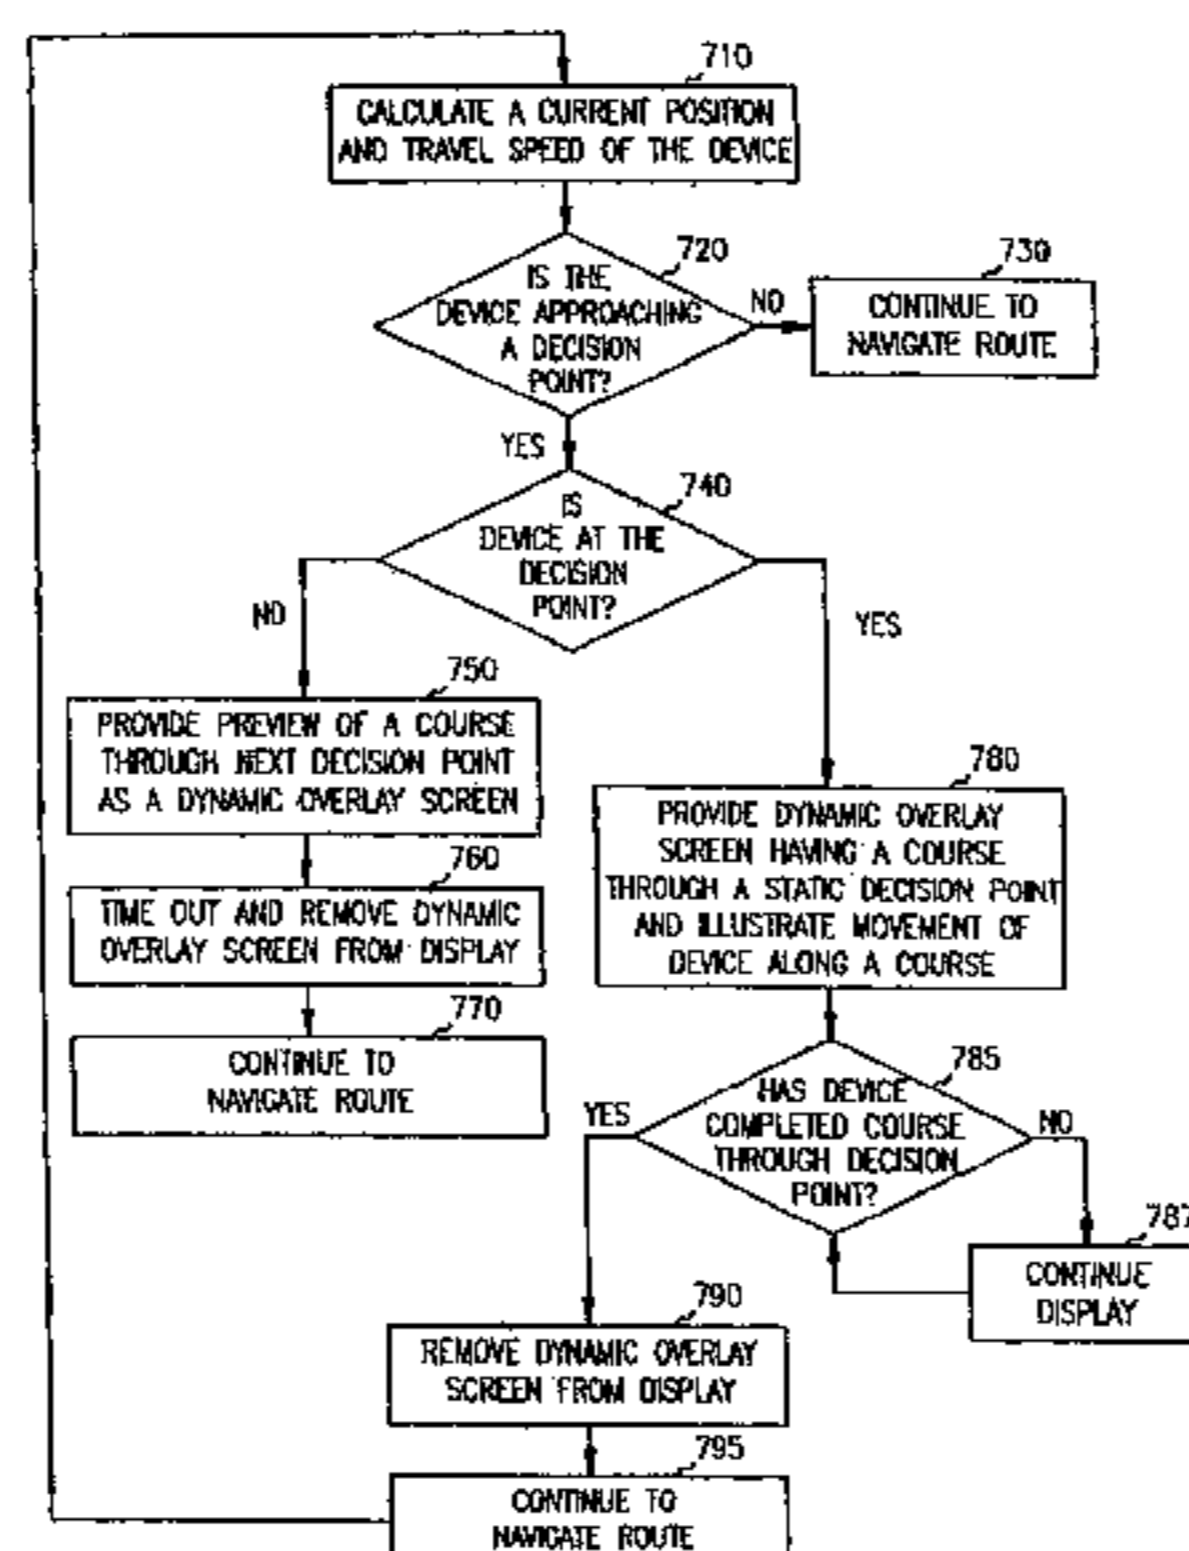 710
CALCULATE A CURRENT POSITION
AND TRAVEL SPEED OF THE DEVICE
720
IS THE
DEVICE APPROACHING
A DECISION
POINT?
NO
730
CONTINUE TO
NAVIGATE ROUTE
YES
740
IS
DEVICE AT THE
DECISION
POINT?
NO
YES
750
PROVIDE PREVIEW OF A COURSE
THROUGH NEXT DECISION POINT
AS A DYNAMIC OVERLAY SCREEN
760
TIME OUT AND REMOVE DYNAMIC
OVERLAY SCREEN FROM DISPLAY
770
CONTINUE TO
NAVIGATE ROUTE
780
PROVIDE DYNAMIC OVERLAY
SCREEN HAVING A COURSE
THROUGH A STATIC DECISION POINT
AND ILLUSTRATE MOVEMENT OF
DEVICE ALONG A COURSE
785
HAS DEVICE
COMPLETED COURSE
THROUGH DECISION
POINT?
YES
NO
787
CONTINUE
DISPLAY
790
REMOVE DYNAMIC OVERLAY
SCREEN FROM DISPLAY
795
CONTINUE TO
NAVIGATE ROUTE